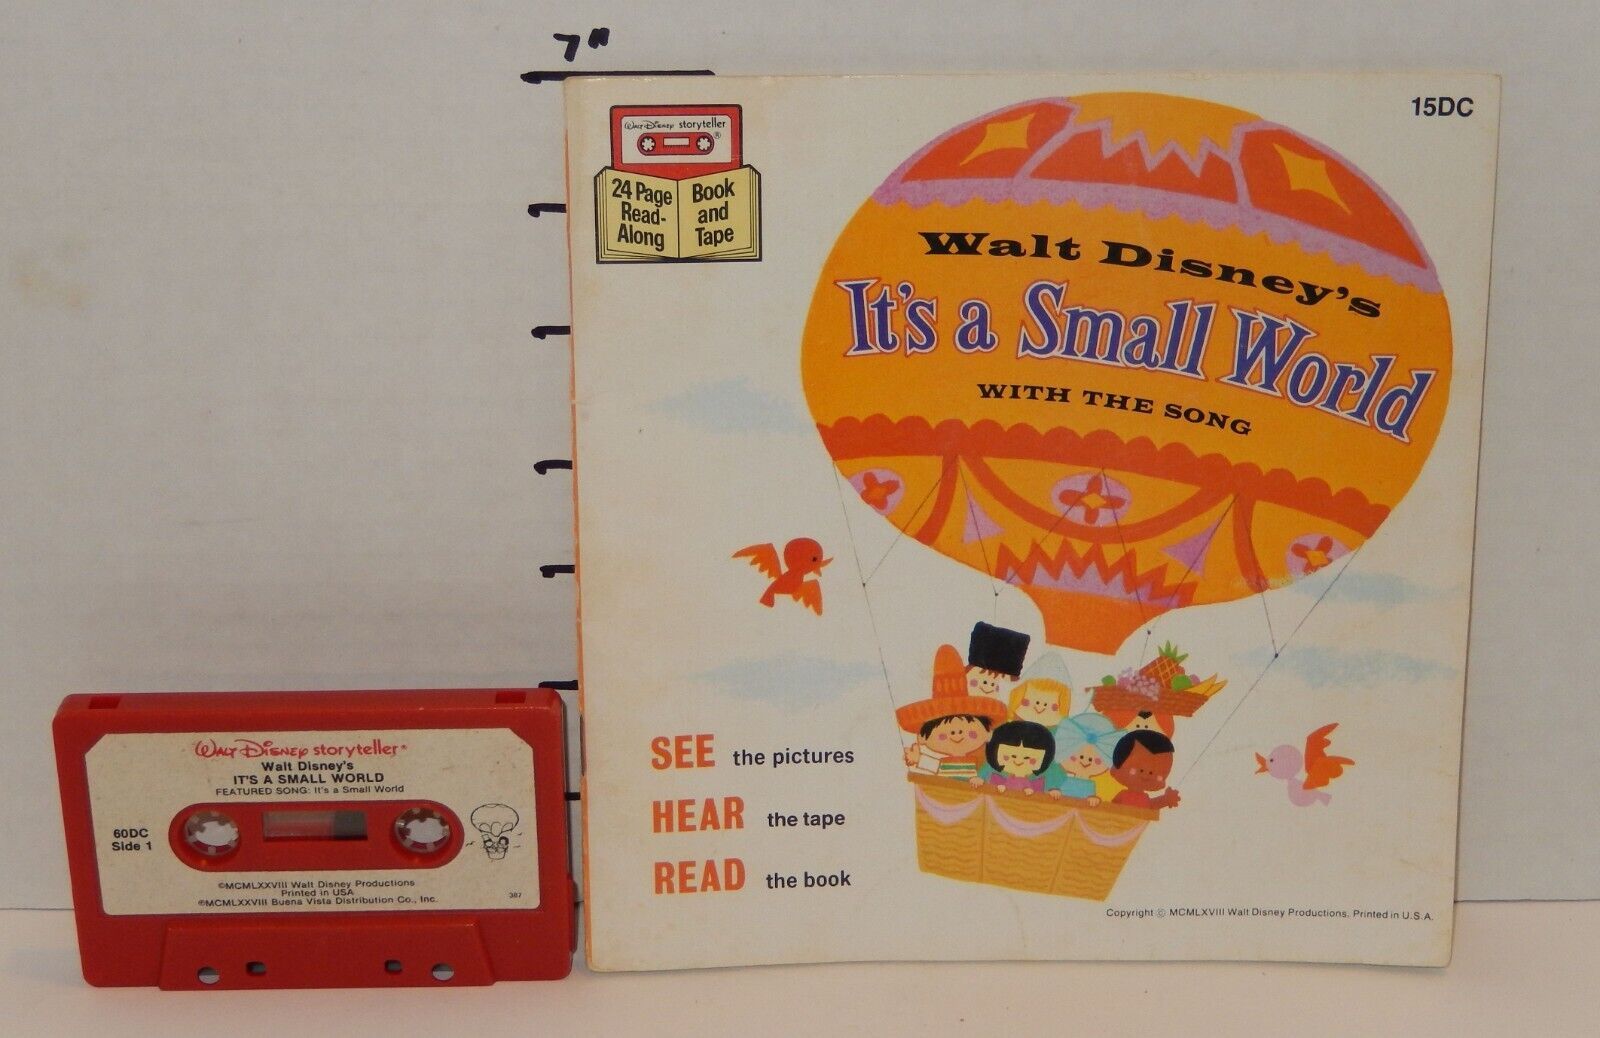 7"
15DC
Walt Disney storyteller®
24 Page
Read-
Along
Book
and
Tape
Walt Disney's
It's a Small World
WITH THE SONG
SEE the pictures
HEAR the tape
READ the book
Copyright © MCMLXVIII Walt Disney Productions. Printed in U.S.A.
Walt Disney storyteller®
Walt Disney's
IT'S A SMALL WORLD
FEATURED SONG: It's a Small World
60DC
Side 1
©MCMLXXVIII Walt Disney Productions
Printed in USA
℗MCMLXXVIII Buena Vista Distribution Co., Inc.
387